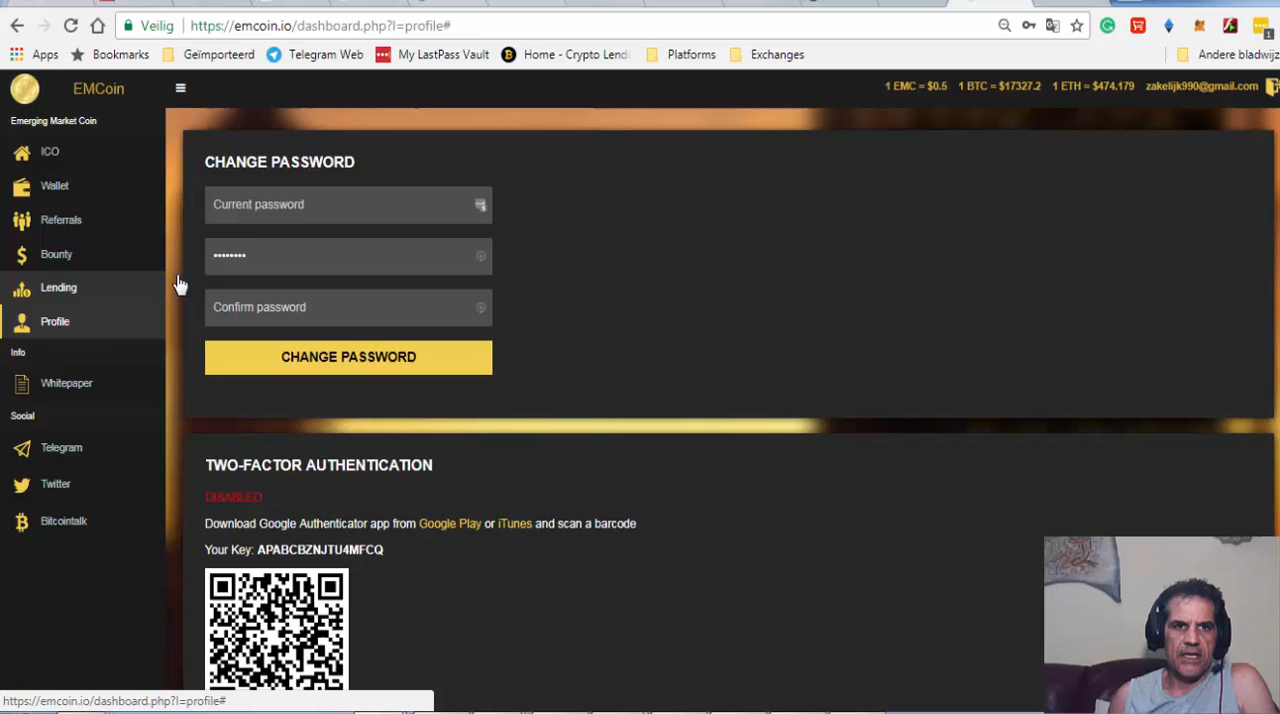 Veilig https://emcoin.io/dashboard.php?l=profile#
Apps Bookmarks Geïmporteerd Telegram Web My LastPass Vault Home - Crypto Lendi Platforms Exchanges Andere bladwijz
1
EMCoin 1 EMC = $0.5 1 BTC = $17327.2 1 ETH = $474.179 zakelijk990@gmail.com
Emerging Market Coin
ICO
Wallet
Referrals
Bounty
Lending
Profile
Info
Whitepaper
Social
Telegram
Twitter
Bitcointalk
CHANGE PASSWORD
Current password
••••••••
Confirm password
CHANGE PASSWORD
TWO-FACTOR AUTHENTICATION
DISABLED
Download Google Authenticator app from Google Play or iTunes and scan a barcode
Your Key: APABCBZNJTU4MFCQ
https://emcoin.io/dashboard.php?l=profile#